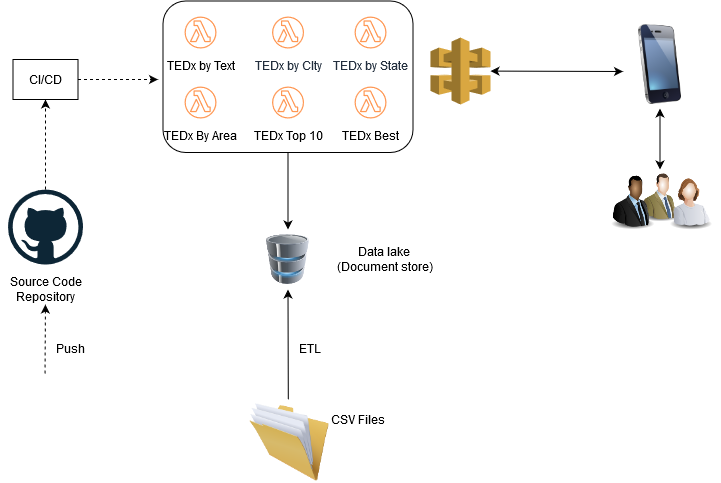 TEDx by Text
TEDx by CIty
TEDx by State
CI/CD
TEDx By Area
TEDx Top 10
TEDx Best
Data lake
(Document store)
Source Code
Repository
Push
ETL
CSV Files